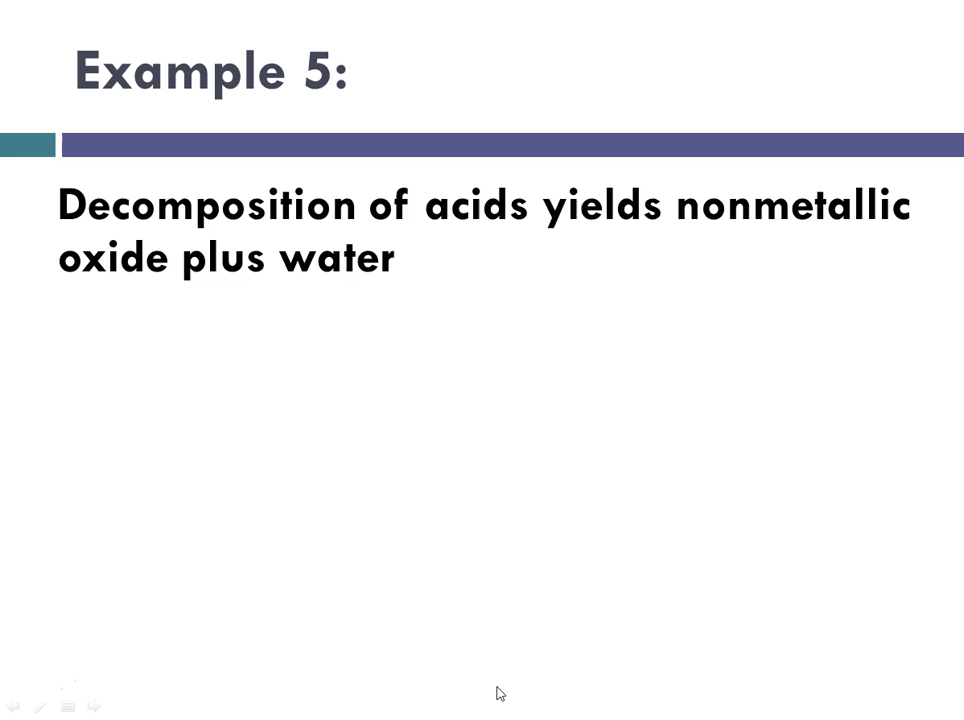 Example 5:
Decomposition of acids yields nonmetallic
oxide plus water